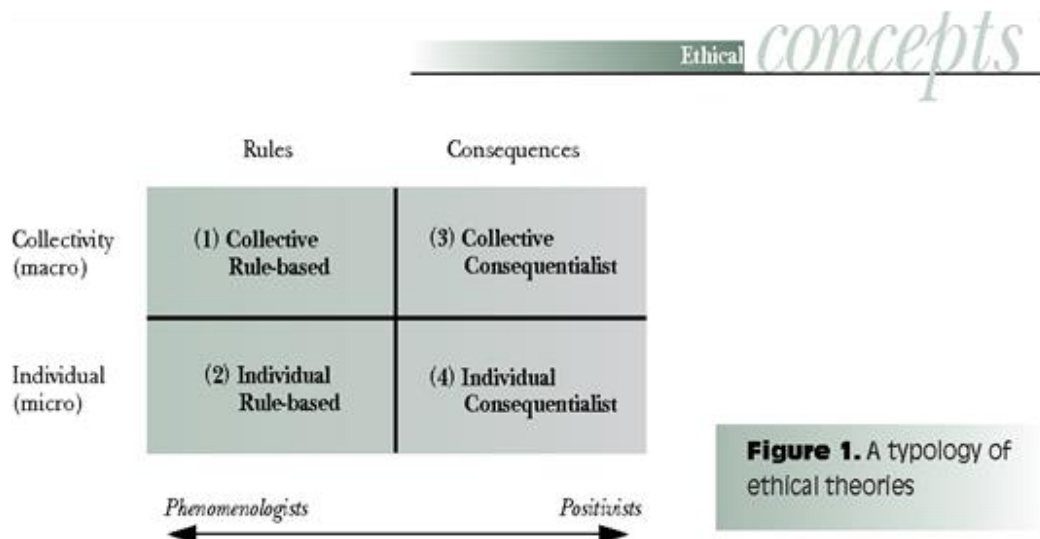 Ethical concepts
Rules Consequences
Collectivity
(macro)
(1) Collective
Rule-based
(3) Collective
Consequentialist
Individual
(micro)
(2) Individual
Rule-based
(4) Individual
Consequentialist
Figure 1. A typology of
ethical theories
Phenomenologists Positivists